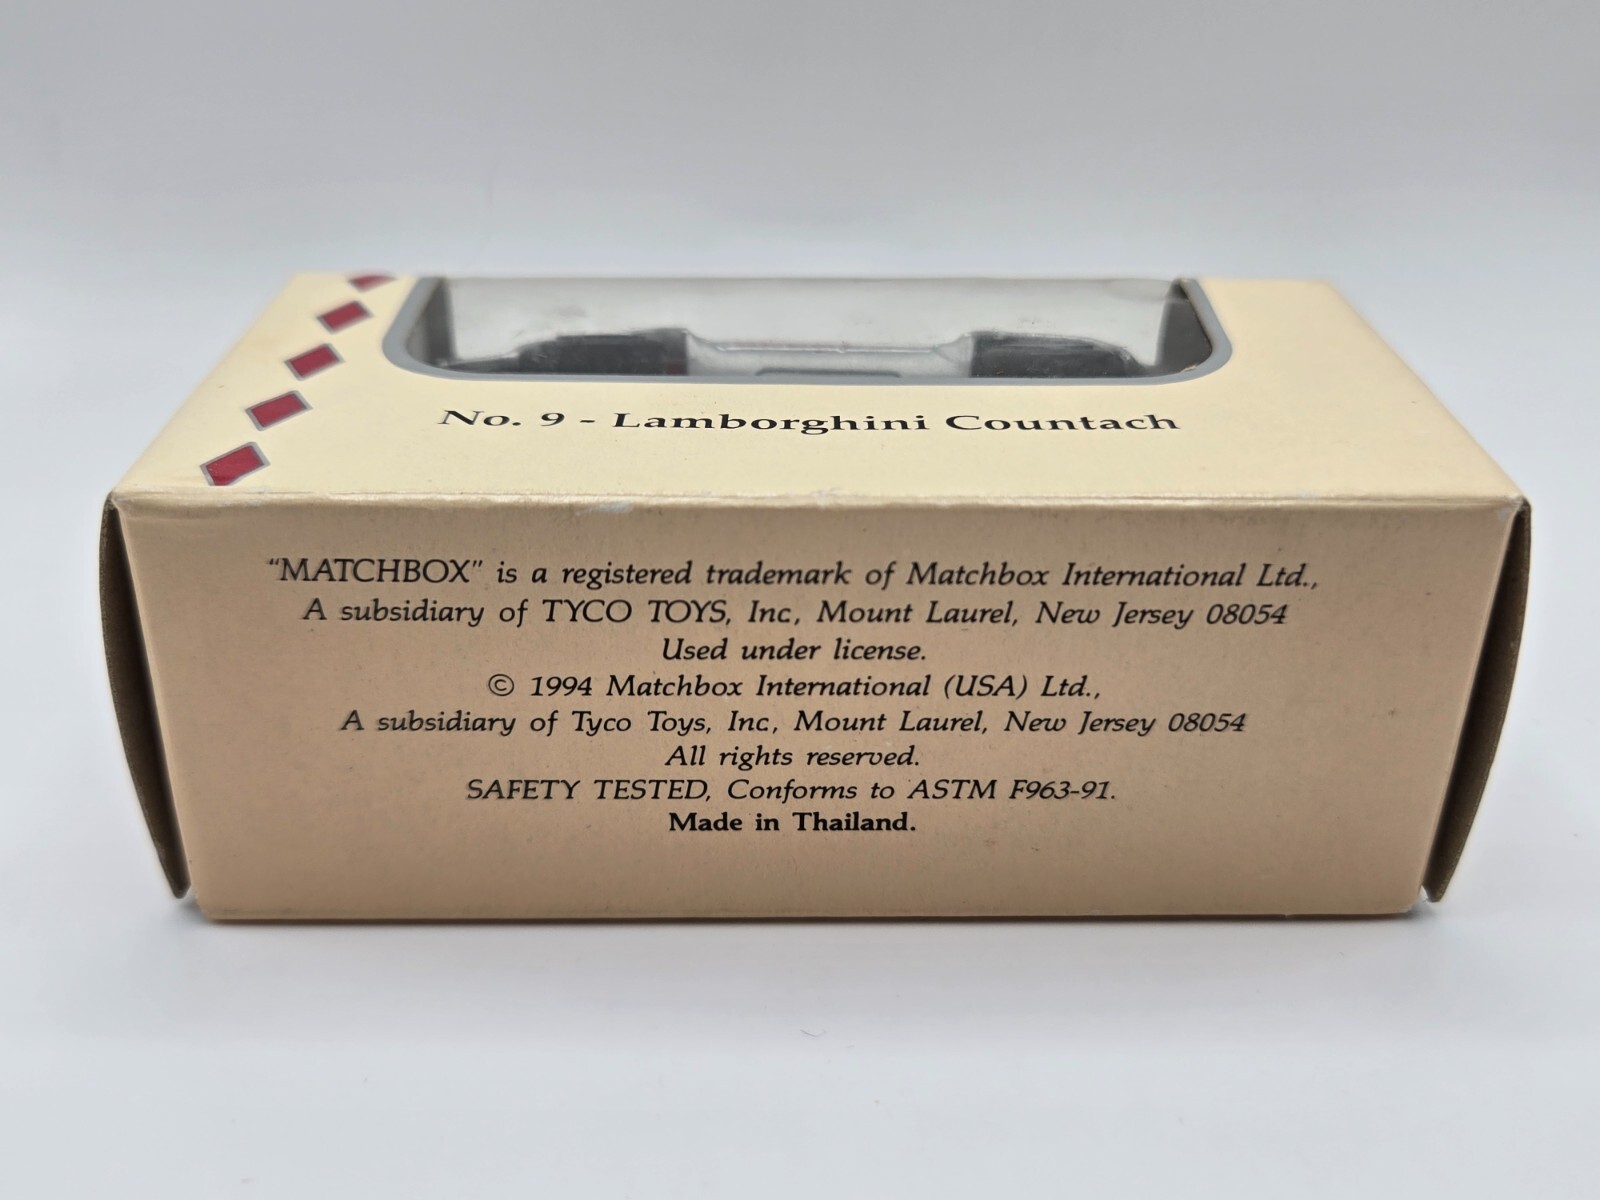 No. 9 - Lamborghini Countach
"MATCHBOX" is a registered trademark of Matchbox International Ltd.,
A subsidiary of TYCO TOYS, Inc., Mount Laurel, New Jersey 08054
Used under license.
© 1994 Matchbox International (USA) Ltd.,
A subsidiary of Tyco Toys, Inc., Mount Laurel, New Jersey 08054
All rights reserved.
SAFETY TESTED, Conforms to ASTM F963-91.
Made in Thailand.